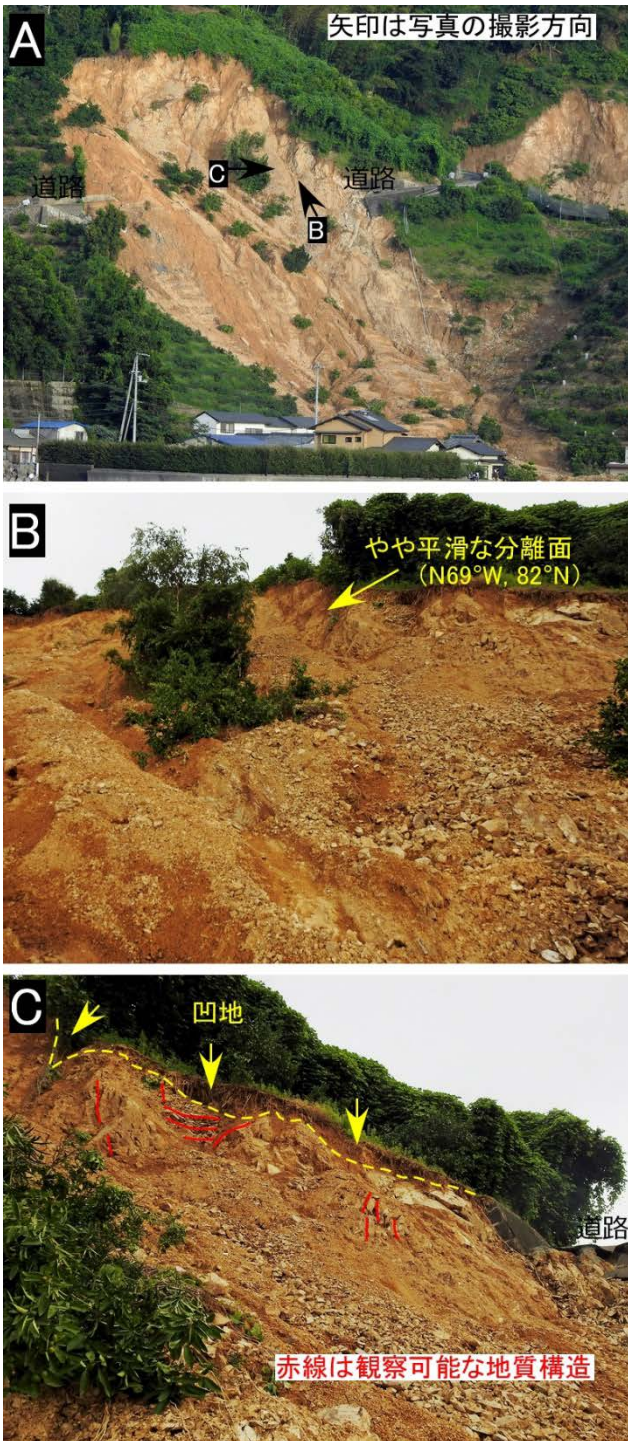 A
矢印は写真の撮影方向
道路
C
道路
B
B
やや平滑な分離面
(N69°W, 82°N)
C
凹地
道路
赤線は観察可能な地質構造